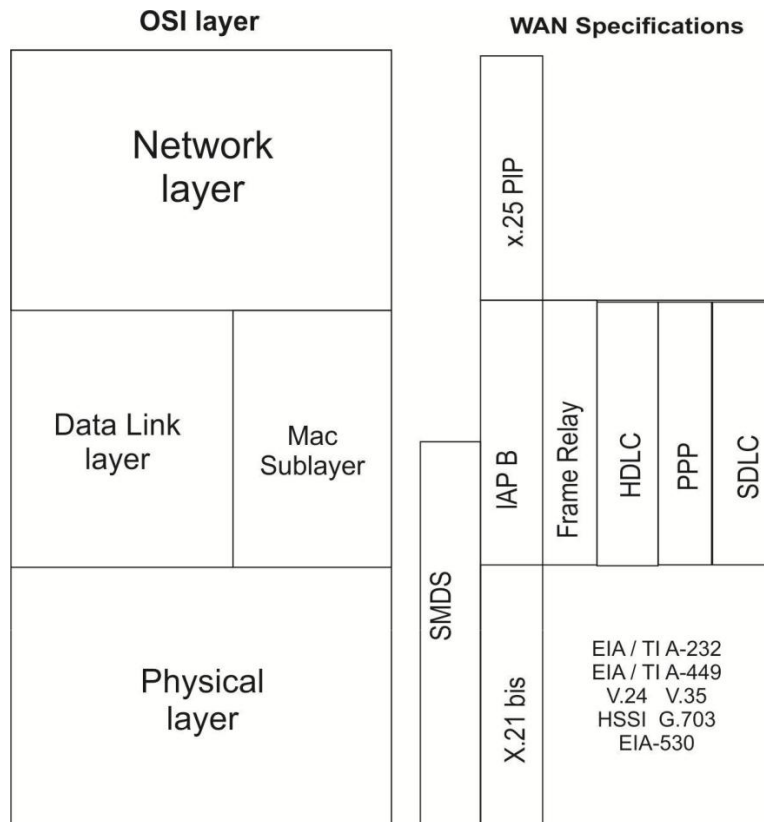 OSI layer
WAN Specifications
Network
layer
x.25 PIP
Data Link
layer
Mac
Sublayer
SMDS
IAP B
Frame Relay
HDLC
PPP
SDLC
Physical
layer
X.21 bis
EIA / TI A-232
EIA / TI A-449
V.24 V.35
HSSI G.703
EIA-530